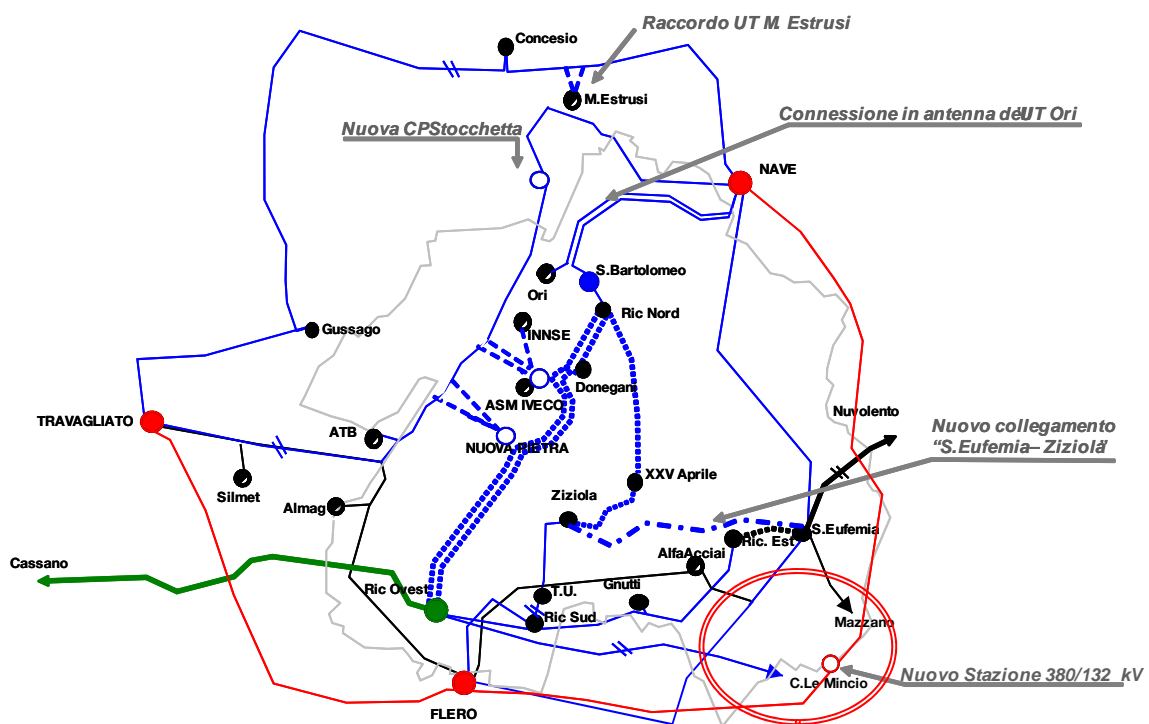 Raccordo UT M. Estrusi
Concesio
M.Estrusi
Connessione in antenna dell'UT Ori
Nuova CPStocchetta
NAVE
S.Bartolomeo
Ori
Ric Nord
INNSE
Gussago
Donegani
ASM IVECO
Nuvolento
TRAVAGLIATO
ATB
NUOVA PIETRA
Nuovo collegamento
“S.Eufemia– Ziziola”
XXV Aprile
Silmet
Ziziola
Almag
S.Eufemia
Ric. Est
AlfaAcciai
Cassano
Ric Ovest
T.U.
Gnutti
Ric Sud
Mazzano
Nuovo Stazione 380/132 kV
C.Le Mincio
FLERO